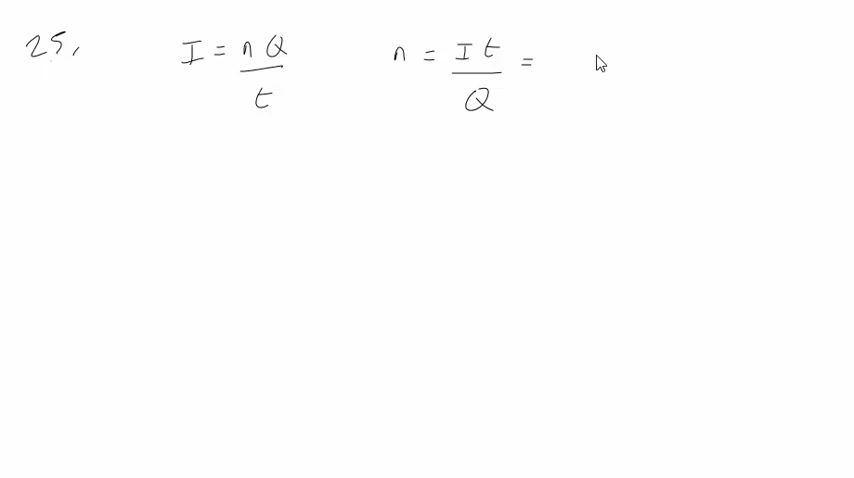 25, I = nQ/t n = It/Q =